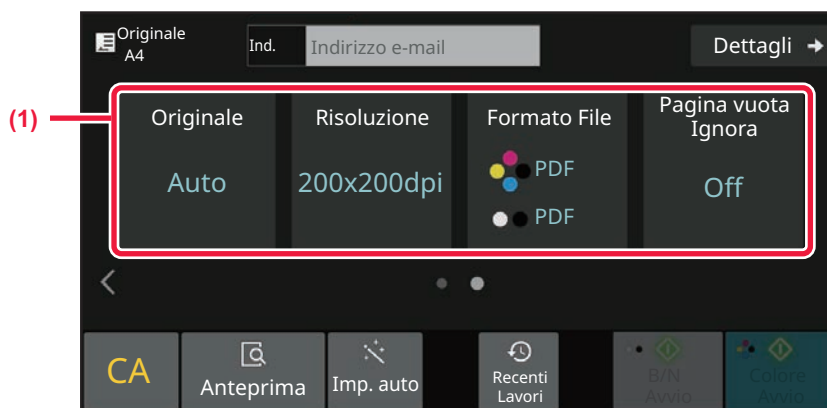 Originale
A4
Ind.
Indirizzo e-mail
Dettagli
(1)
Originale
Auto
Risoluzione
200x200dpi
Formato File
PDF
PDF
Pagina vuota
Ignora
Off
CA
Anteprima
Imp. auto
Recenti
Lavori
B/N
Avvio
Colore
Avvio